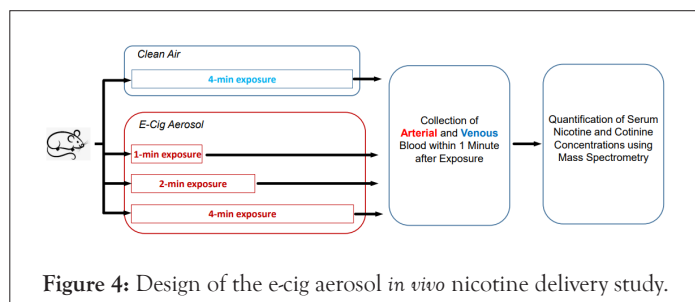 Clean Air
4-min exposure
E-Cig Aerosol
1-min exposure
2-min exposure
4-min exposure
Collection of
Arterial and Venous
Blood within 1 Minute
after Exposure
Quantification of Serum
Nicotine and Cotinine
Concentrations using
Mass Spectrometry
Figure 4: Design of the e-cig aerosol in vivo nicotine delivery study.